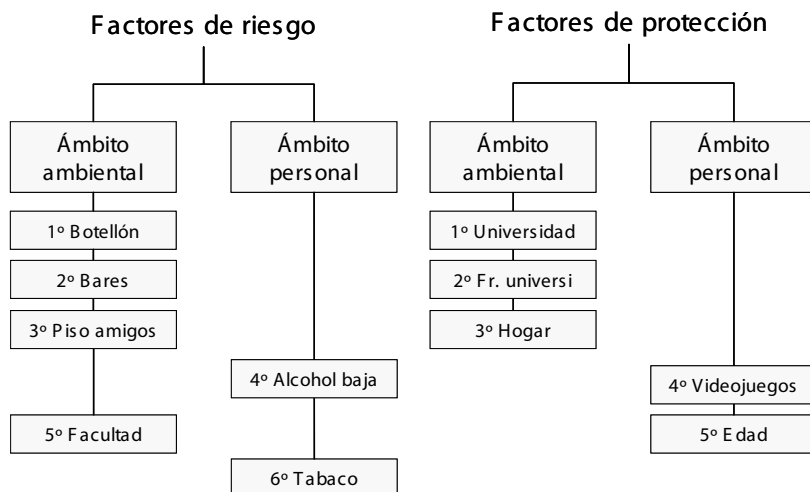 Factores de riesgo
Ámbito
ambiental
1º Botellón
2º Bares
3º Piso amigos
5º Facultad
Ámbito
personal
4º Alcohol baja
6º Tabaco
Factores de protección
Ámbito
ambiental
1º Universidad
2º Fr. universi
3º Hogar
Ámbito
personal
4º Videojuegos
5º Edad